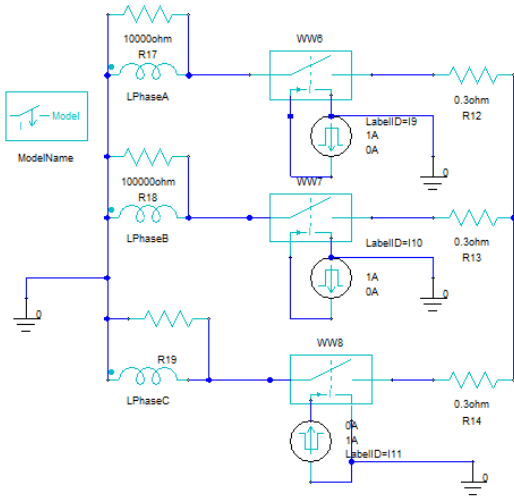 10000ohm
R17
LPhaseA
WW6
LabelID=I9
1A
0A
0
0.3ohm
R12
Model
ModelName
100000ohm
R18
LPhaseB
WW7
LabelID=I10
1A
0A
0
0.3ohm
R13
0
R19
LPhaseC
WW8
0A
1A
LabelID=I11
0.3ohm
R14
0